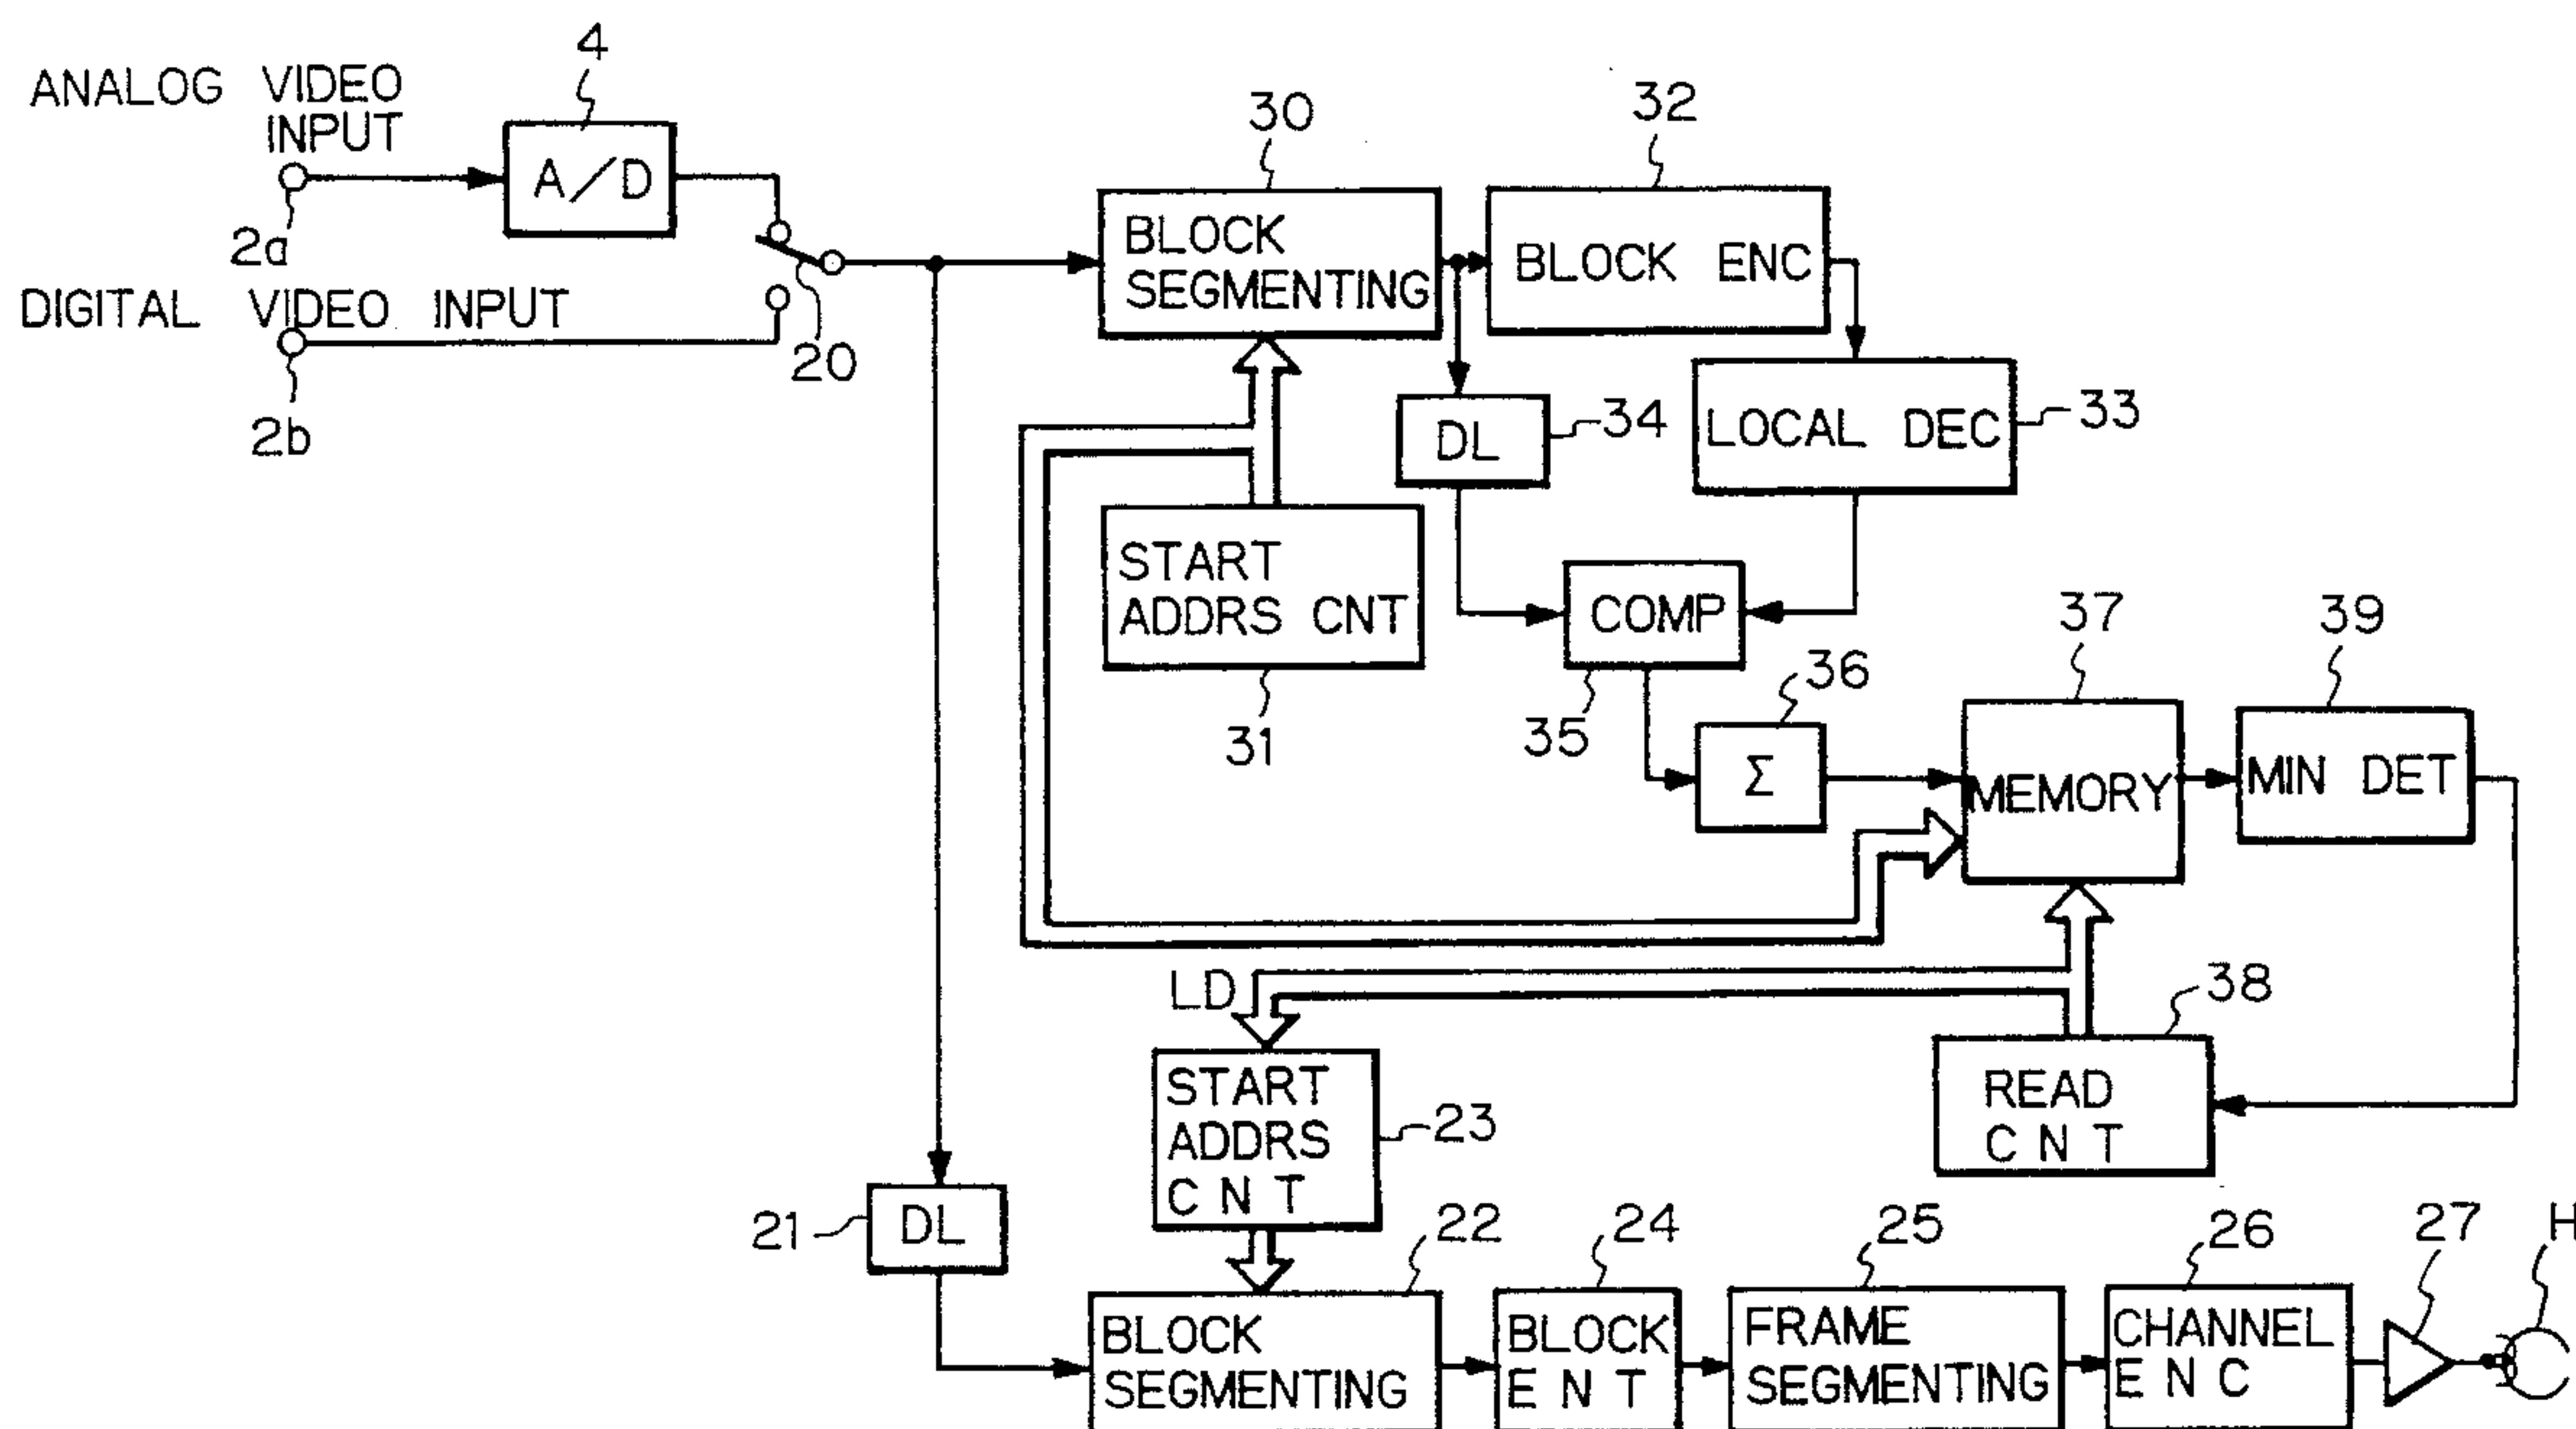 4
ANALOG VIDEO
INPUT
A/D
2a
DIGITAL VIDEO INPUT
2b
20
30
BLOCK
SEGMENTING
32
BLOCK ENC
DL
34
LOCAL DEC
33
START
ADDRS CNT
31
COMP
35
36
Σ
37
MEMORY
39
MIN DET
LD
38
READ
CNT
START
ADDRS
CNT
23
21
DL
22
BLOCK
SEGMENTING
24
BLOCK
ENT
25
FRAME
SEGMENTING
26
CHANNEL
ENC
27
H